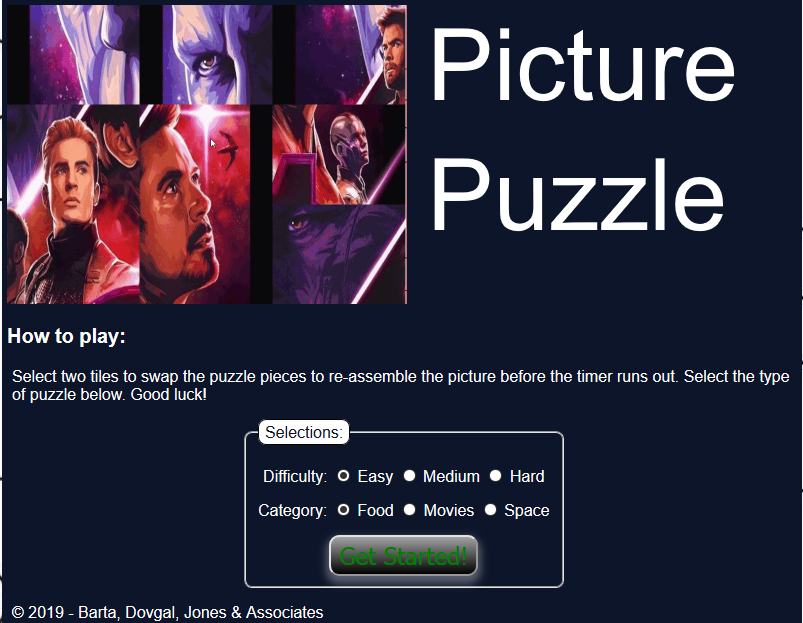 Picture
Puzzle
How to play:
Select two tiles to swap the puzzle pieces to re-assemble the picture before the timer runs out. Select the type
of puzzle below. Good luck!
Selections:
Difficulty: Easy Medium Hard
Category: Food Movies Space
Get Started!
© 2019 - Barta, Dovgal, Jones & Associates